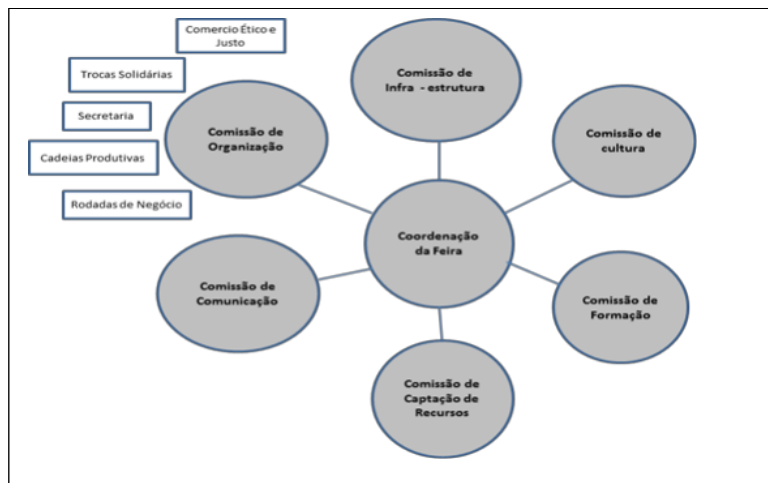 Comercio Ético e
Justo
Trocas Solidárias
Secretaria
Cadeias Produtivas
Rodadas de Negócio
Comissão de
Organização
Comissão de
Infra - estrutura
Comissão de
cultura
Coordenação
da Feira
Comissão de
Comunicação
Comissão de
Formação
Comissão de
Captação de
Recursos